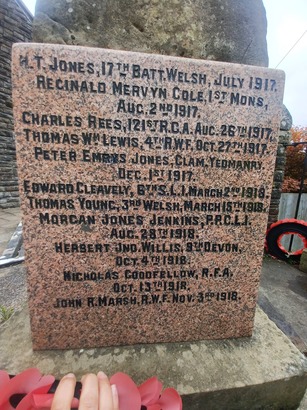 H.T. JONES, 17TH BATT. WELSH, JULY 1917.
REGINALD MERVYN COLE, 1ST MONS,
AUG. 2ND 1917.
CHARLES REES, 121ST R.G.A. AUG. 26TH 1917.
THOMAS WM LEWIS, 4TH R.W.F. OCT. 27TH 1917.
PETER EMRYS JONES, GLAM. YEOMANRY.
DEC. 1ST 1917.
EDWARD CLEAVELY, 6TH S.L.I. MARCH 2ND 1918.
THOMAS YOUNG, 3RD WELSH, MARCH 15TH 1918.
MORGAN JONES JENKINS, P.P.C.L.I.
AUG. 28TH 1918.
HERBERT JNO. WILLIS, 9TH DEVON,
OCT. 4TH 1918.
NICHOLAS GOODFELLOW, R.F.A.
OCT. 13TH 1918.
JOHN R. MARSH, R.W.F. NOV. 3RD 1918.